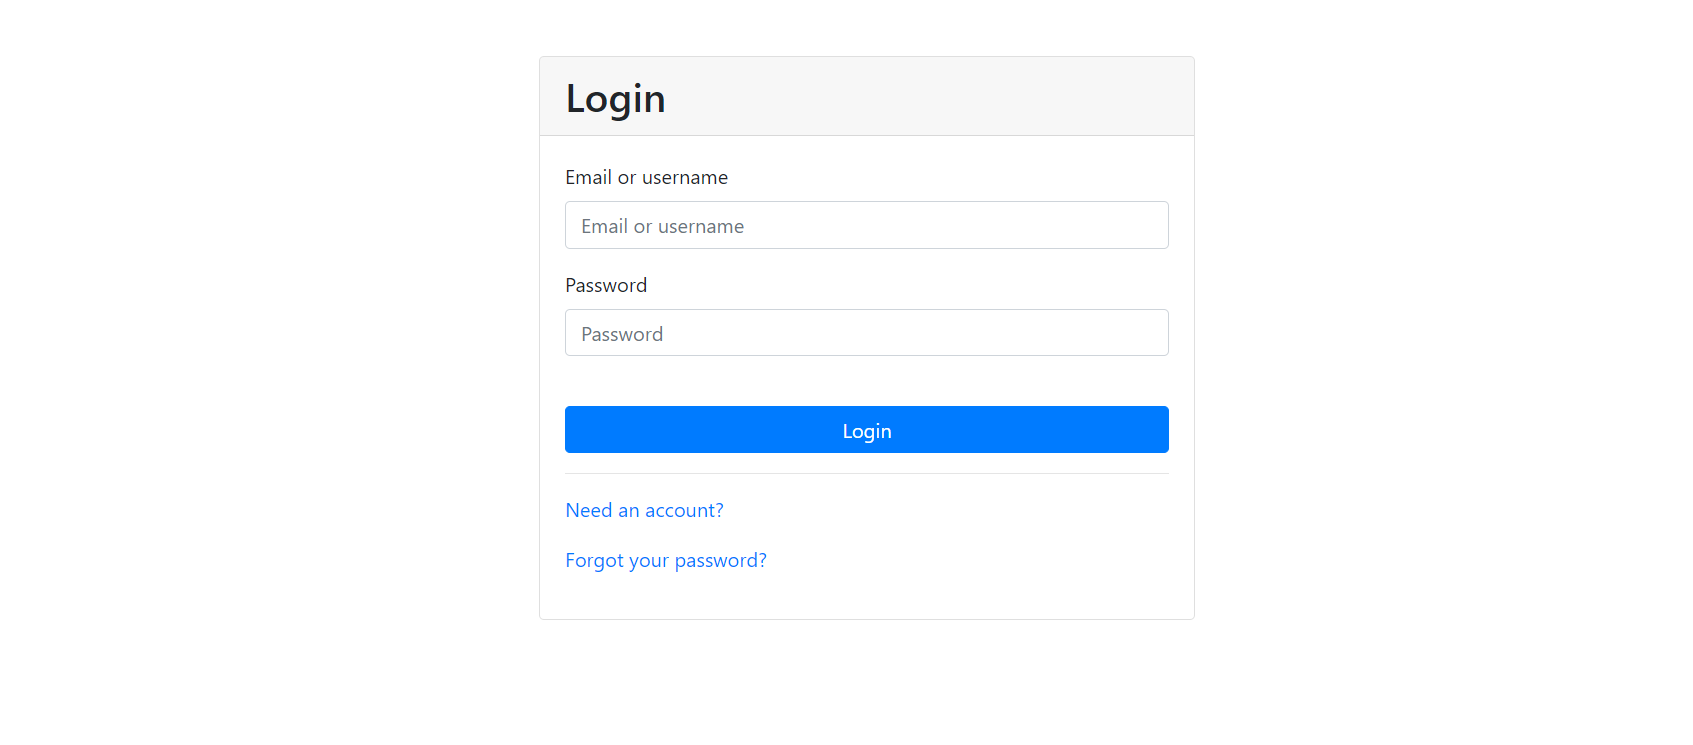 Login
Email or username
Email or username
Password
Password
Login
Need an account?
Forgot your password?